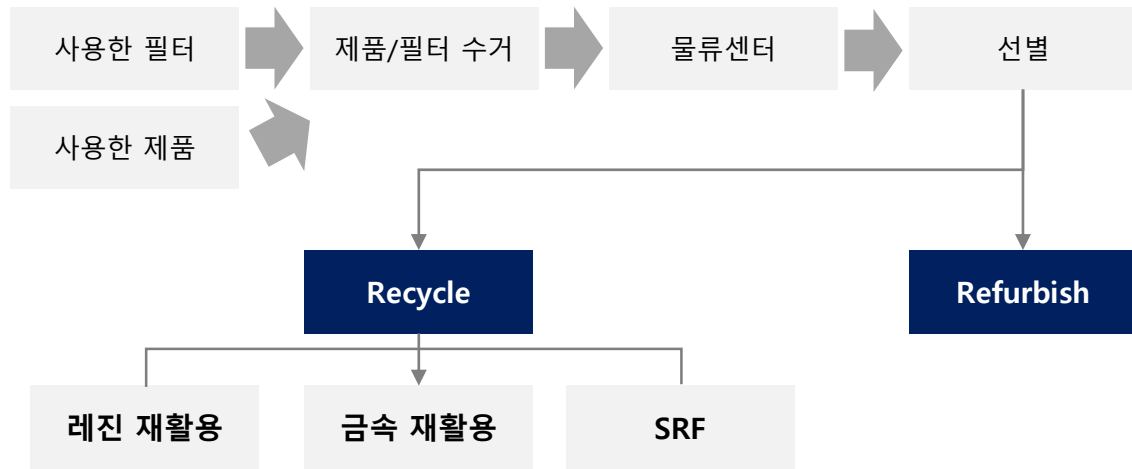 사용한 필터
제품/필터 수거
물류센터
선별
사용한 제품
Recycle
Refurbish
레진 재활용
금속 재활용
SRF